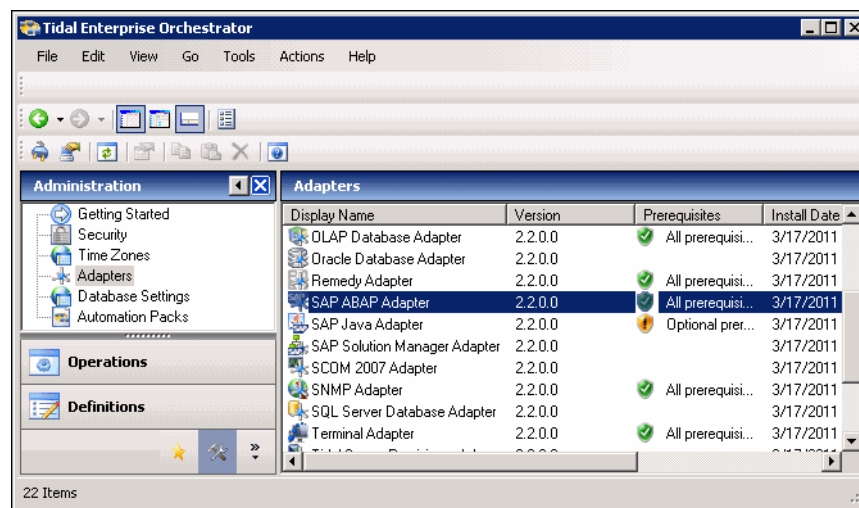 Tidal Enterprise Orchestrator
File Edit View Go Tools Actions Help
Administration
Adapters
Getting Started
Security
Time Zones
Adapters
Database Settings
Automation Packs
Operations
Definitions
Display Name Version Prerequisites Install Date
OLAP Database Adapter 2.2.0.0 All prerequisi... 3/17/2011
Oracle Database Adapter 2.2.0.0 3/17/2011
Remedy Adapter 2.2.0.0 All prerequisi... 3/17/2011
SAP ABAP Adapter 2.2.0.0 All prerequisi... 3/17/2011
SAP Java Adapter 2.2.0.0 Optional prer... 3/17/2011
SAP Solution Manager Adapter 2.2.0.0 3/17/2011
SCOM 2007 Adapter 2.2.0.0 3/17/2011
SNMP Adapter 2.2.0.0 All prerequisi... 3/17/2011
SQL Server Database Adapter 2.2.0.0 3/17/2011
Terminal Adapter 2.2.0.0 All prerequisi... 3/17/2011
22 Items